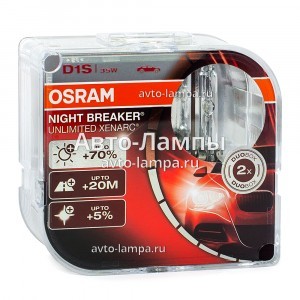 D1S 35W
avto-lampa.ru
OSRAM
NIGHT BREAKER®
UNLIMITED XENARC®
Авто-Лампы
+70%
avto-lampa.ru
UP TO
+20M
DUOBOX
2x
DUOBOX
UP TO
+5%
avto-lampa.ru